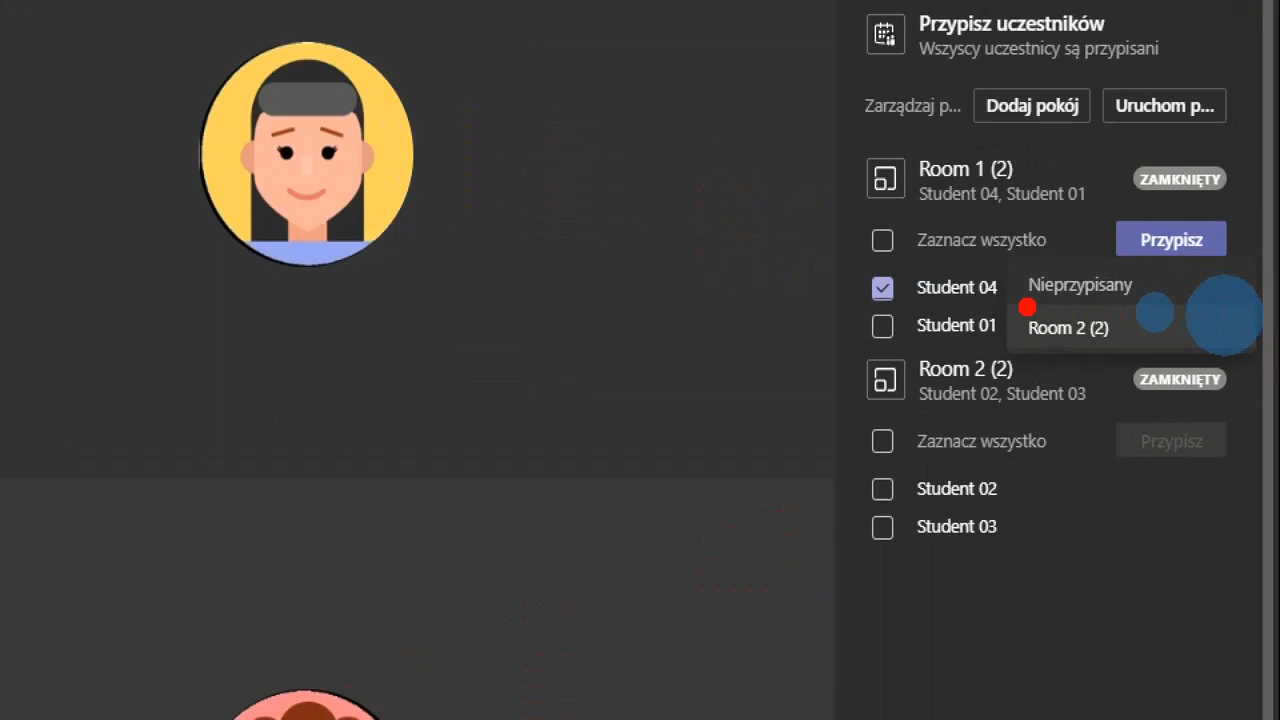 Przypisz uczestników
Wszyscy uczestnicy są przypisani
Zarządzaj p... Dodaj pokój Uruchom p...
Room 1 (2)
ZAMKNIĘTY
Student 04, Student 01
Zaznacz wszystko Przypisz
Student 04
Nieprzypisany
Student 01
Room 2 (2)
Room 2 (2)
ZAMKNIĘTY
Student 02, Student 03
Zaznacz wszystko Przypisz
Student 02
Student 03